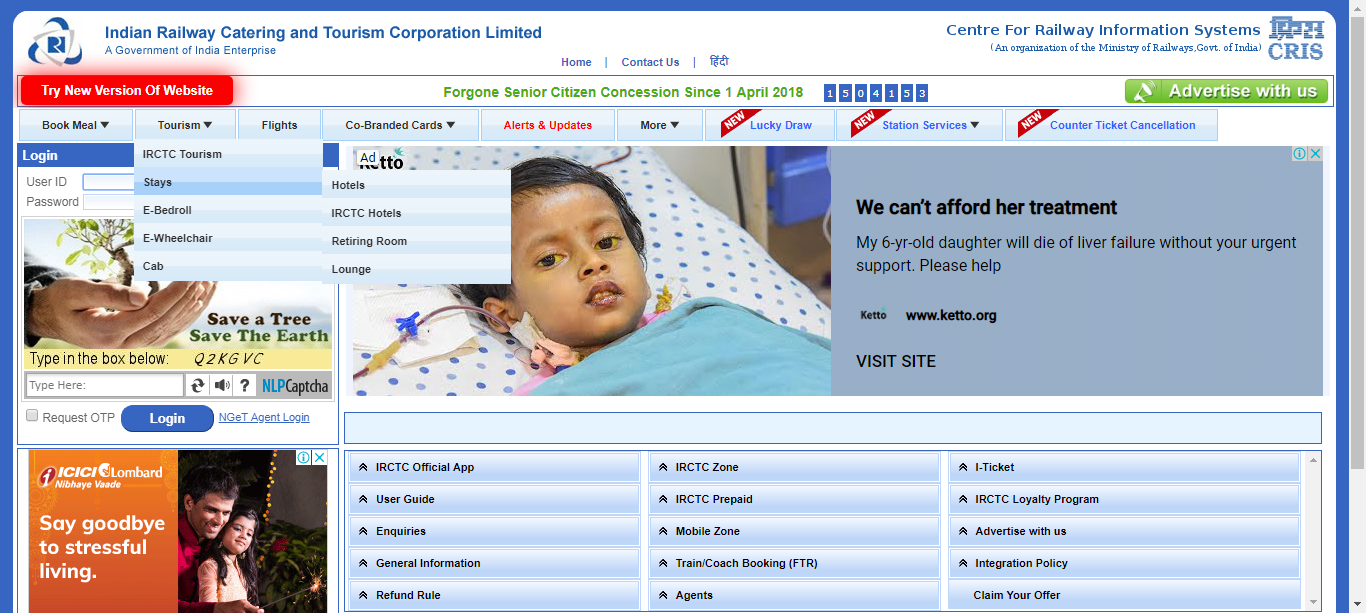 Indian Railway Catering and Tourism Corporation Limited
A Government of India Enterprise
Centre For Railway Information Systems
(An organization of the Ministry of Railways,Govt. of India)
CRIS
Home | Contact Us | हिंदी
Try New Version Of Website
Forgone Senior Citizen Concession Since 1 April 2018 1 5 0 4 1 5 3
Advertise with us
Book Meal Tourism Flights Co-Branded Cards Alerts & Updates More NEW Lucky Draw NEW Station Services NEW Counter Ticket Cancellation
Login
User ID
Password
IRCTC Tourism
Stays
E-Bedroll
E-Wheelchair
Cab
Hotels
IRCTC Hotels
Retiring Room
Lounge
Save a Tree
Save The Earth
Type in the box below: Q2KGVC
Type Here: ? NLPCaptcha
Request OTP Login NGeT Agent Login
Ad
Ketto
We can't afford her treatment
My 6-yr-old daughter will die of liver failure without your urgent
support. Please help
Ketto www.ketto.org
VISIT SITE
ICICI Lombard
Nibhaye Vaade
Say goodbye
to stressful
living.
IRCTC Official App IRCTC Zone I-Ticket
User Guide IRCTC Prepaid IRCTC Loyalty Program
Enquiries Mobile Zone Advertise with us
General Information Train/Coach Booking (FTR) Integration Policy
Refund Rule Agents Claim Your Offer